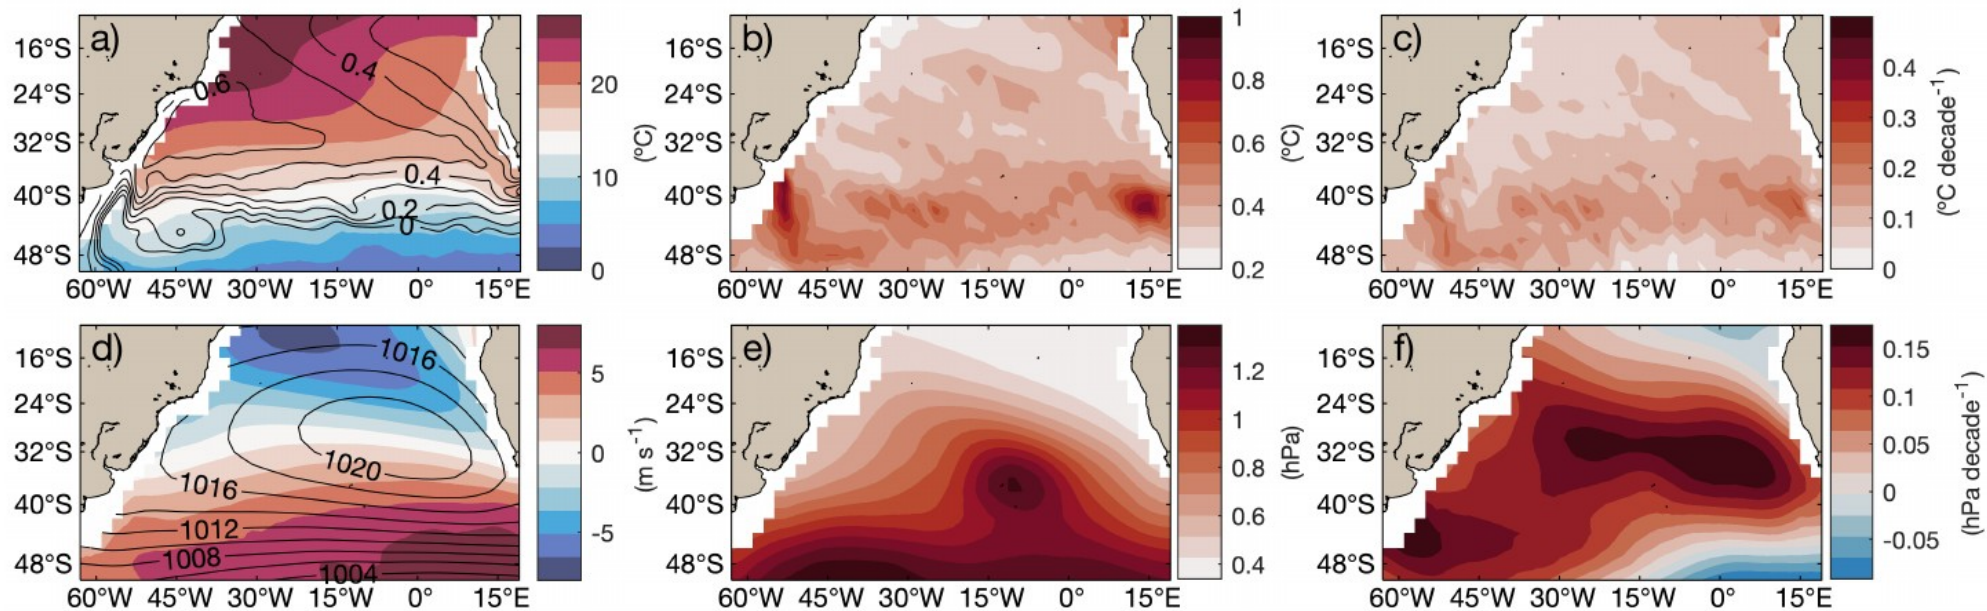 a)
16°S
24°S
32°S
40°S
48°S
60°W 45°W 30°W 15°W 0° 15°E
0.6
0.4
0.4
0.2
0
20
10
0
(ºC)
b)
16°S
24°S
32°S
40°S
48°S
60°W 45°W 30°W 15°W 0° 15°E
1
0.8
0.6
0.4
0.2
(ºC)
c)
16°S
24°S
32°S
40°S
48°S
60°W 45°W 30°W 15°W 0° 15°E
0.4
0.3
0.2
0.1
0
(ºC decade⁻¹)
d)
16°S
24°S
32°S
40°S
48°S
60°W 45°W 30°W 15°W 0° 15°E
1016
1020
1016
1012
1008
1004
5
0
-5
(m s⁻¹)
e)
16°S
24°S
32°S
40°S
48°S
60°W 45°W 30°W 15°W 0° 15°E
1.2
1
0.8
0.6
0.4
(hPa)
f)
16°S
24°S
32°S
40°S
48°S
60°W 45°W 30°W 15°W 0° 15°E
0.15
0.1
0.05
0
-0.05
(hPa decade⁻¹)